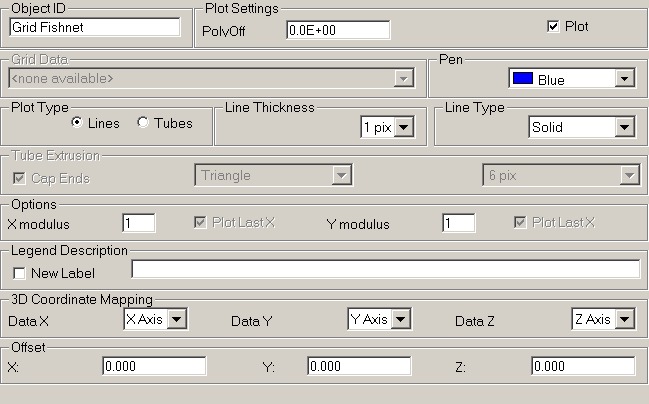 Object ID
Plot Settings
Grid Fishnet
PolyOff
0.0E+00
Plot
Grid Data
Pen
<none available>
Blue
Plot Type
Line Thickness
Line Type
Lines
Tubes
1 pix
Solid
Tube Extrusion
Cap Ends
Triangle
6 pix
Options
X modulus
1
Plot Last X
Y modulus
1
Plot Last X
Legend Description
New Label
3D Coordinate Mapping
Data X
X Axis
Data Y
Y Axis
Data Z
Z Axis
Offset
X:
0.000
Y:
0.000
Z:
0.000